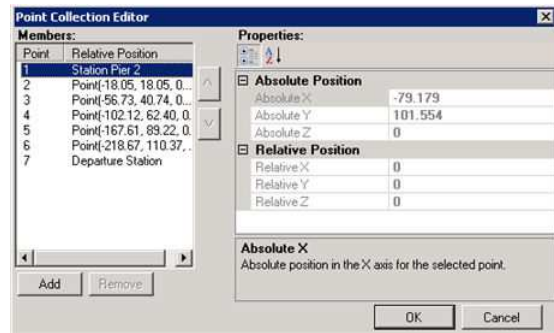 Point Collection Editor
Members:
Point Relative Position
1 Station Pier 2
2 Point(-18.05, 18.05, 0...
3 Point(-56.73, 40.74, 0...
4 Point(-102.12, 62.40, 0.
5 Point(-167.61, 89.22, 0.
6 Point(-218.67, 110.37, .
7 Departure Station
Add Remove
Properties:
Absolute Position
Absolute X -79.179
Absolute Y 101.554
Absolute Z 0
Relative Position
Relative X 0
Relative Y 0
Relative Z 0
Absolute X
Absolute position in the X axis for the selected point.
OK Cancel